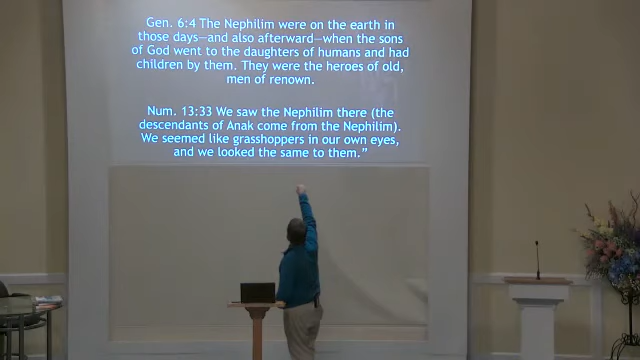 Gen. 6:4 The Nephilim were on the earth in
those days—and also afterward—when the sons
of God went to the daughters of humans and had
children by them. They were the heroes of old,
men of renown.
Num. 13:33 We saw the Nephilim there (the
descendants of Anak come from the Nephilim).
We seemed like grasshoppers in our own eyes,
and we looked the same to them.”